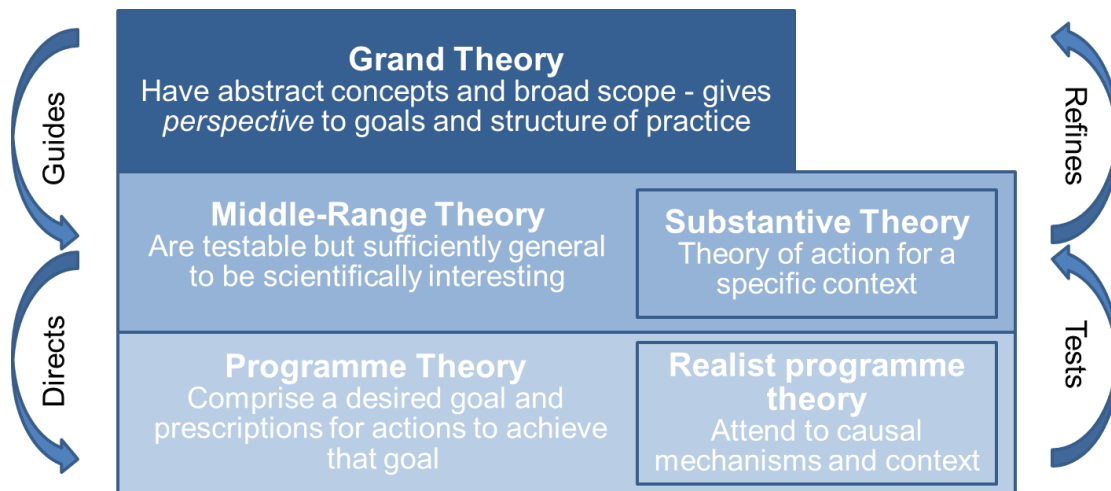 Grand Theory
Have abstract concepts and broad scope - gives
perspective to goals and structure of practice
Guides
Refines
Middle-Range Theory
Are testable but sufficiently general
to be scientifically interesting
Substantive Theory
Theory of action for a
specific context
Directs
Tests
Programme Theory
Comprise a desired goal and
prescriptions for actions to achieve
that goal
Realist programme
theory
Attend to causal
mechanisms and context